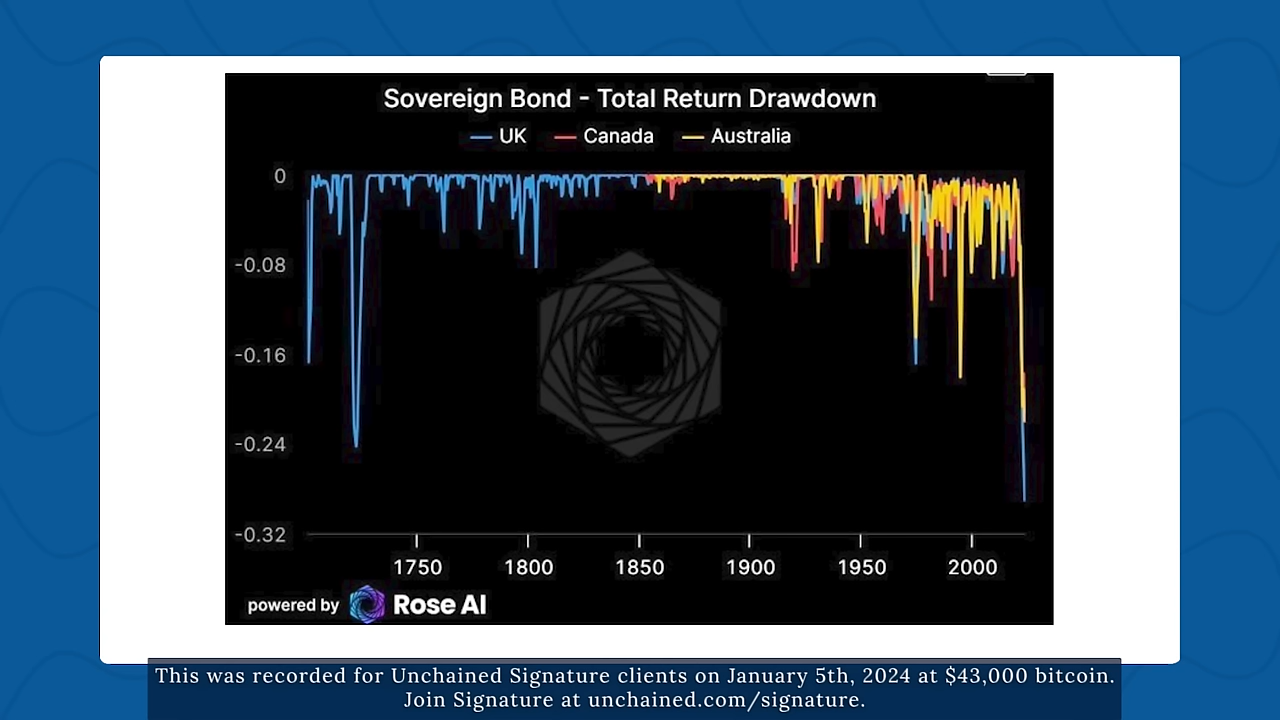 Sovereign Bond - Total Return Drawdown
UK Canada Australia
0
-0.08
-0.16
-0.24
-0.32
1750 1800 1850 1900 1950 2000
powered by Rose AI
This was recorded for Unchained Signature clients on January 5th, 2024 at $43,000 bitcoin.
Join Signature at unchained.com/signature.